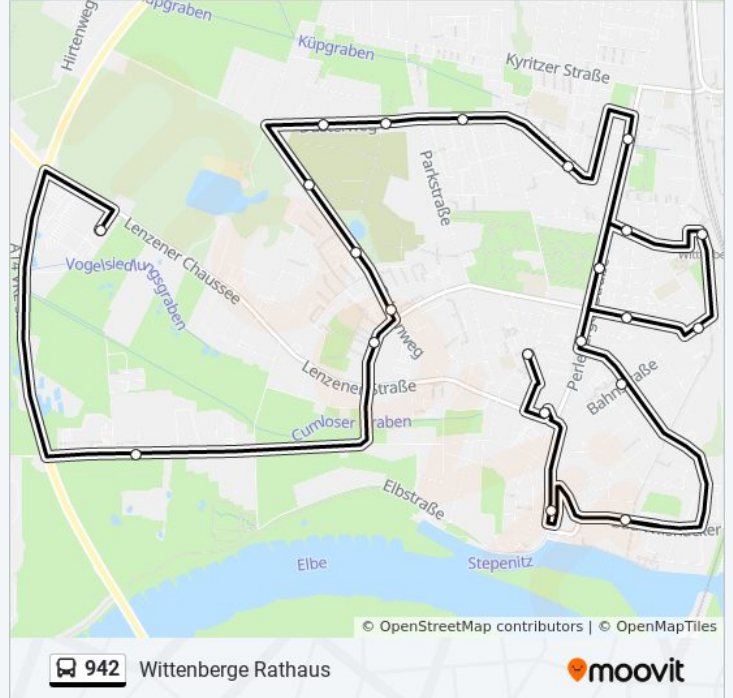 Küpgraben
Hirtenweg
Küpgraben
Kyritzer Straße
Parkstraße
Lenzener Chaussee
Vogelsiedlungsgraben
Lenzener Straße
Bahnstraße
Cumloser Graben
Elbstraße
Elbe
Stepenitz
© OpenStreetMap contributors | © OpenMapTiles
942 Wittenberge Rathaus
moovit